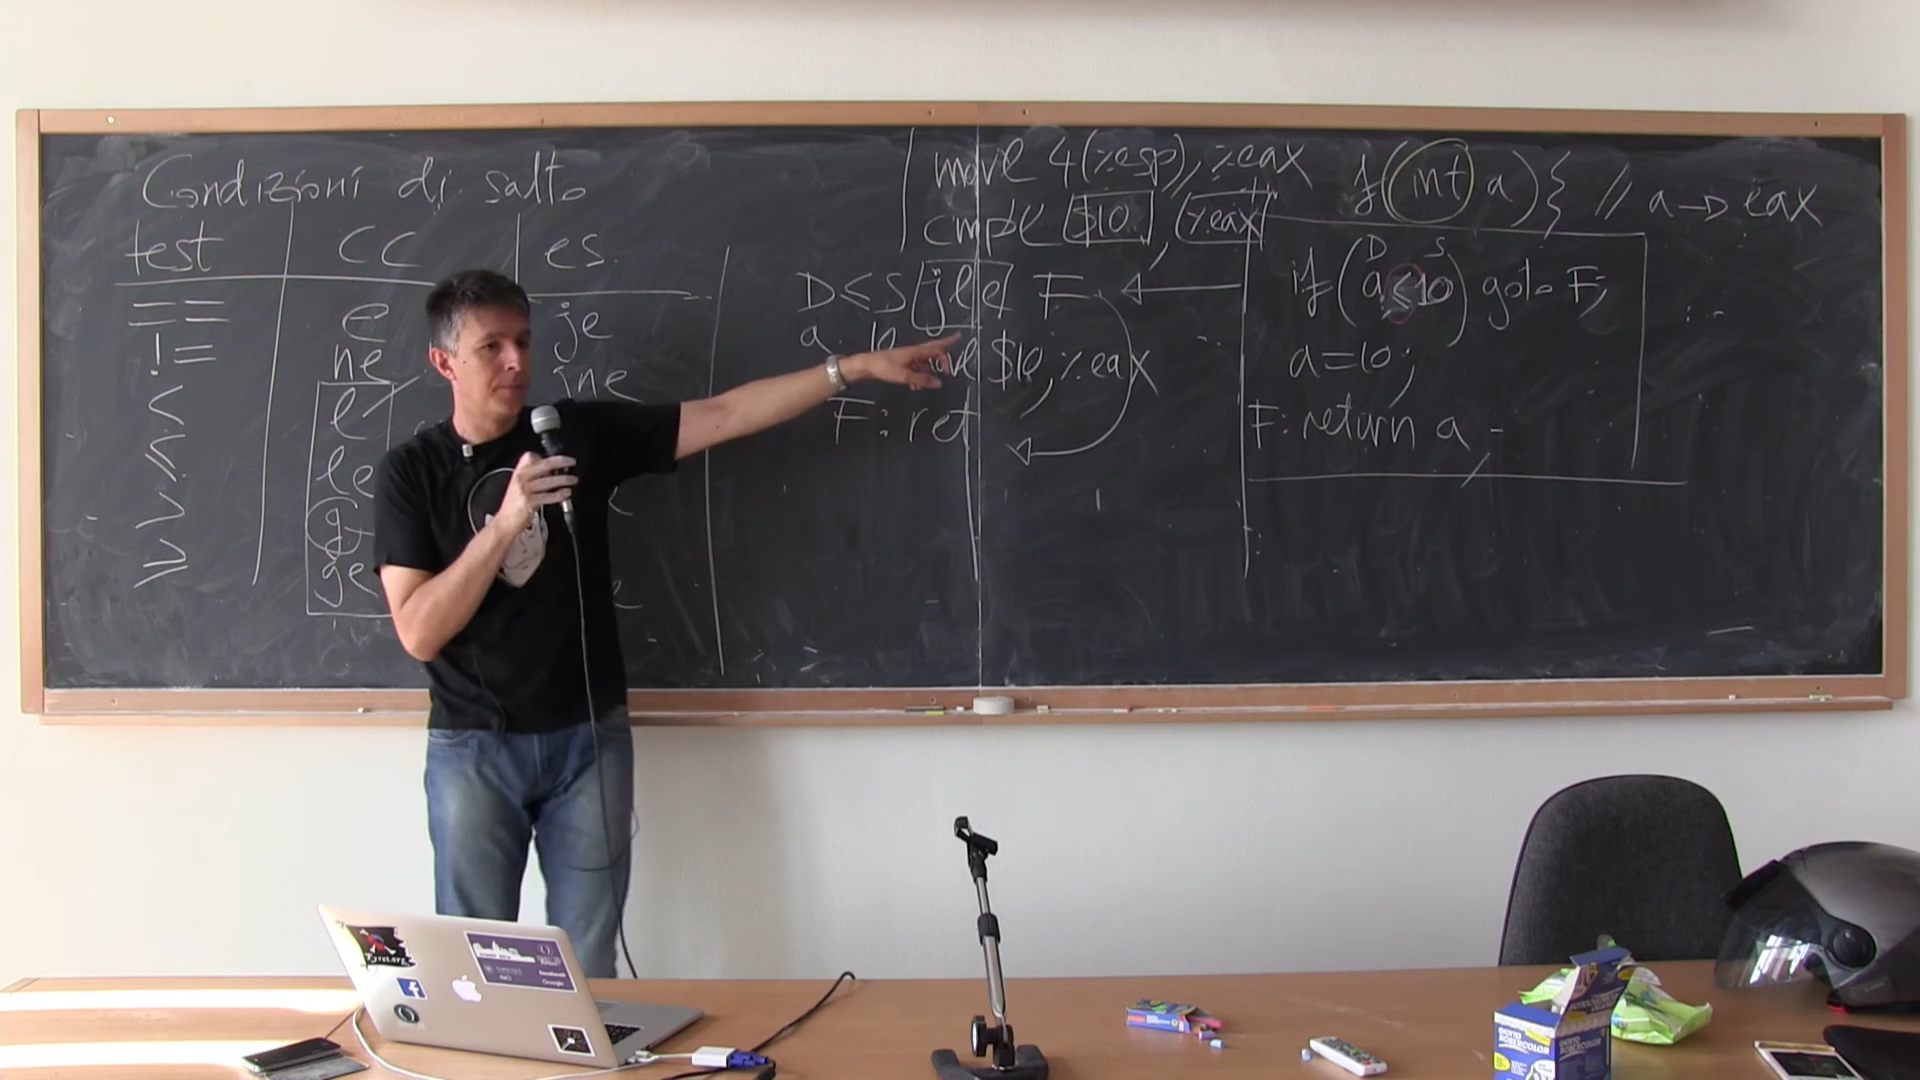 Condizioni di salto
test CC es.
== e je
!= ne jne
< l
<= le
> g
>= ge
movl 4(%esp), %eax
cmpl $10, %eax
D ≤ S jle F
a 10
movl $10, %eax
F: ret
f(int a){ // a → eax
D S
if (a≤10) goto F;
a=10;
F: return a